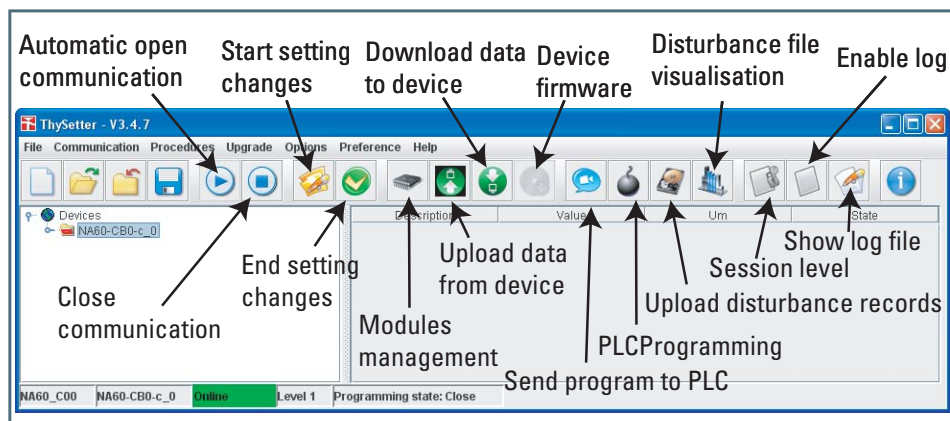 Automatic open
communication
Start setting
changes
Download data
to device
Device
firmware
Disturbance file
visualisation
Enable log
ThySetter - V3.4.7
File Communication Procedures Upgrade Options Preference Help
Devices
NA60-CB0-c_0
Description Value Um State
Close
communication
End setting
changes
Modules
management
Upload data
from device
Show log file
Session level
Upload disturbance records
PLCProgramming
Send program to PLC
NA60_C00 NA60-CB0-c_0 Online Level 1 Programming state: Close